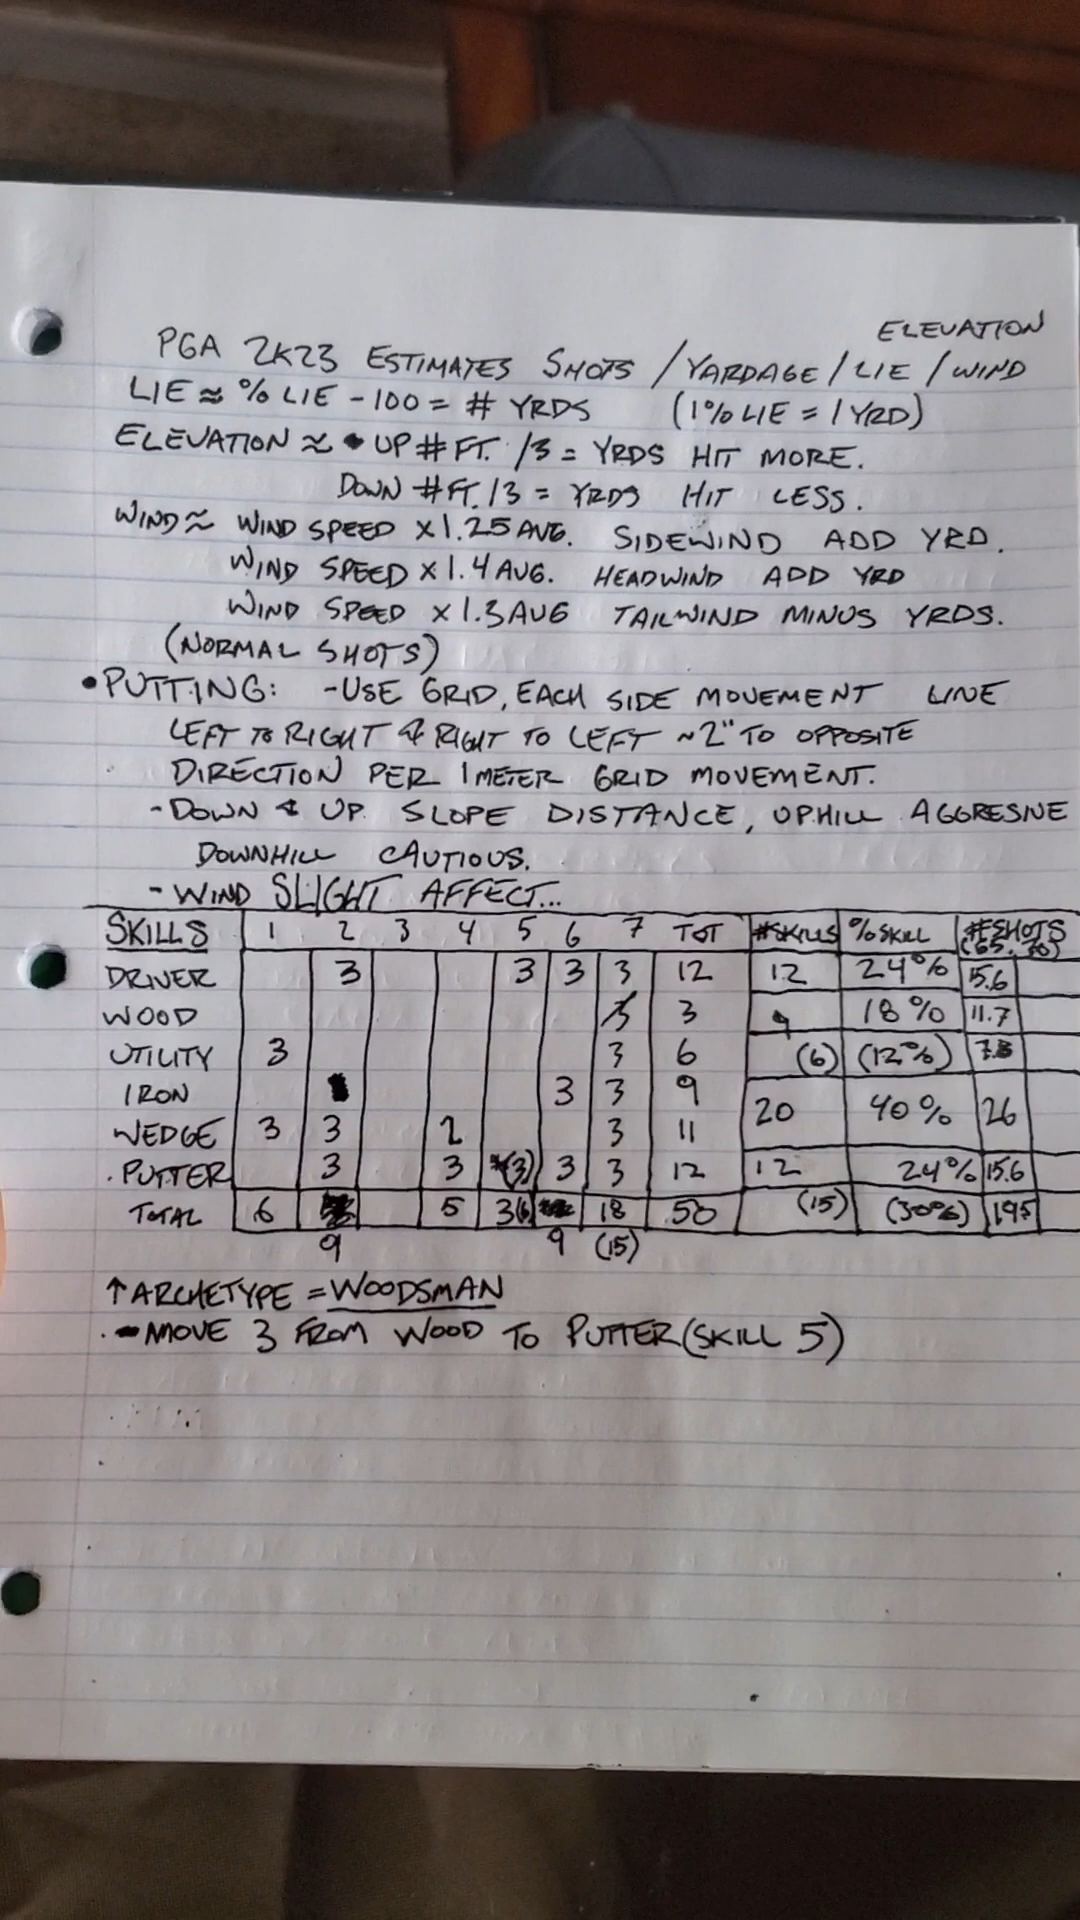 ELEVATION
PGA 2K23 ESTIMATES SHOTS / YARDAGE / LIE / WIND
LIE ≈ % LIE - 100 = # YRDS (1% LIE = 1 YRD)
ELEVATION ≈ UP # FT. / 3 = YRDS HIT MORE.
DOWN # FT. / 3 = YRDS HIT LESS.
WIND ≈ WIND SPEED X 1.25 AVG. SIDEWIND ADD YRD.
WIND SPEED X 1.4 AVG. HEADWIND ADD YRD
WIND SPEED X 1.3 AVG TAILWIND MINUS YRDS.
(NORMAL SHOTS)
• PUTTING: - USE GRID, EACH SIDE MOVEMENT LINE
LEFT TO RIGHT & RIGHT TO LEFT ~2" TO OPPOSITE
DIRECTION PER 1 METER GRID MOVEMENT.
- DOWN & UP. SLOPE DISTANCE, UPHILL AGGRESIVE
DOWNHILL CAUTIOUS.
- WIND SLIGHT AFFECT...
SKILLS 1 2 3 4 5 6 7 TOT #SKILLS % SKILL #SHOTS
DRIVER 3 3 3 3 12 12 24% 15.6
WOOD 3 3 9 18% 11.7
UTILITY 3 3 6 (6) (12%) 7.8
IRON 3 3 9 20 40% 26
WEDGE 3 3 2 3 11
PUTTER 3 3 (3) 3 3 12 12 24% 15.6
TOTAL 6 5 3(6) 18 50 (15) (30%) 19.5
9 9 (15)
↑ ARCHETYPE = WOODSMAN
- MOVE 3 FROM WOOD TO PUTTER (SKILL 5)